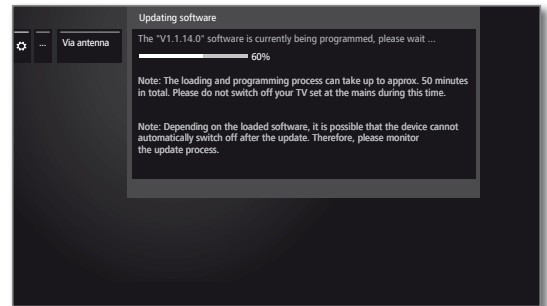 Updating software
... Via antenna
The "V1.1.14.0" software is currently being programmed, please wait ...
60%
Note: The loading and programming process can take up to approx. 50 minutes
in total. Please do not switch off your TV set at the mains during this time.
Note: Depending on the loaded software, it is possible that the device cannot
automatically switch off after the update. Therefore, please monitor
the update process.